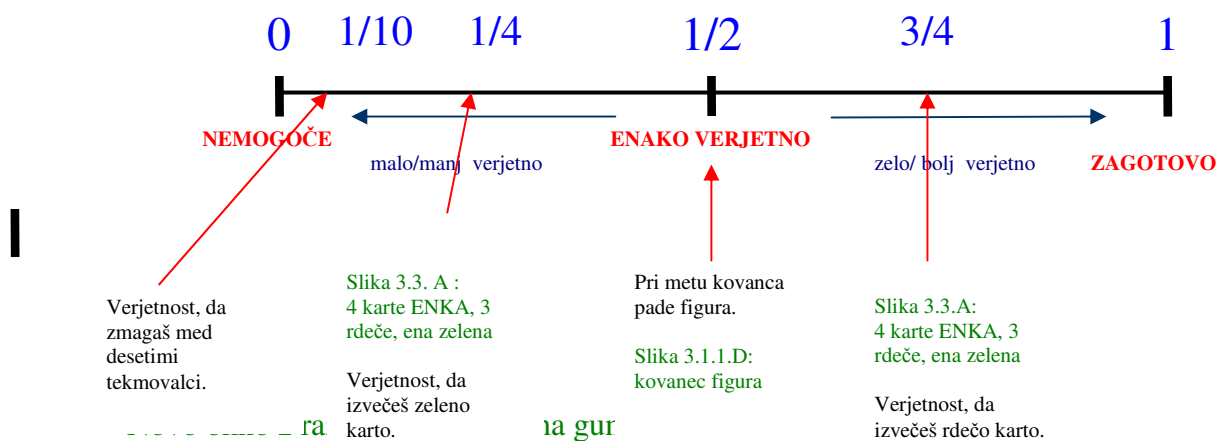 0 1/10 1/4 1/2 3/4 1
NEMOGOČE ENAKO VERJETNO
malo/manj verjetno zelo/ bolj verjetno ZAGOTOVO
Verjetnost, da
zmagaš med
desetimi
tekmovalci.
Slika 3.3. A :
4 karte ENKA, 3
rdeče, ena zelena
Verjetnost, da
izvečeš zeleno
karto.
Pri metu kovanca
pade figura.
Slika 3.1.1.D:
kovanec figura
Slika 3.3.A:
4 karte ENKA, 3
rdeče, ena zelena
Verjetnost, da
izvečeš rdečo karto.